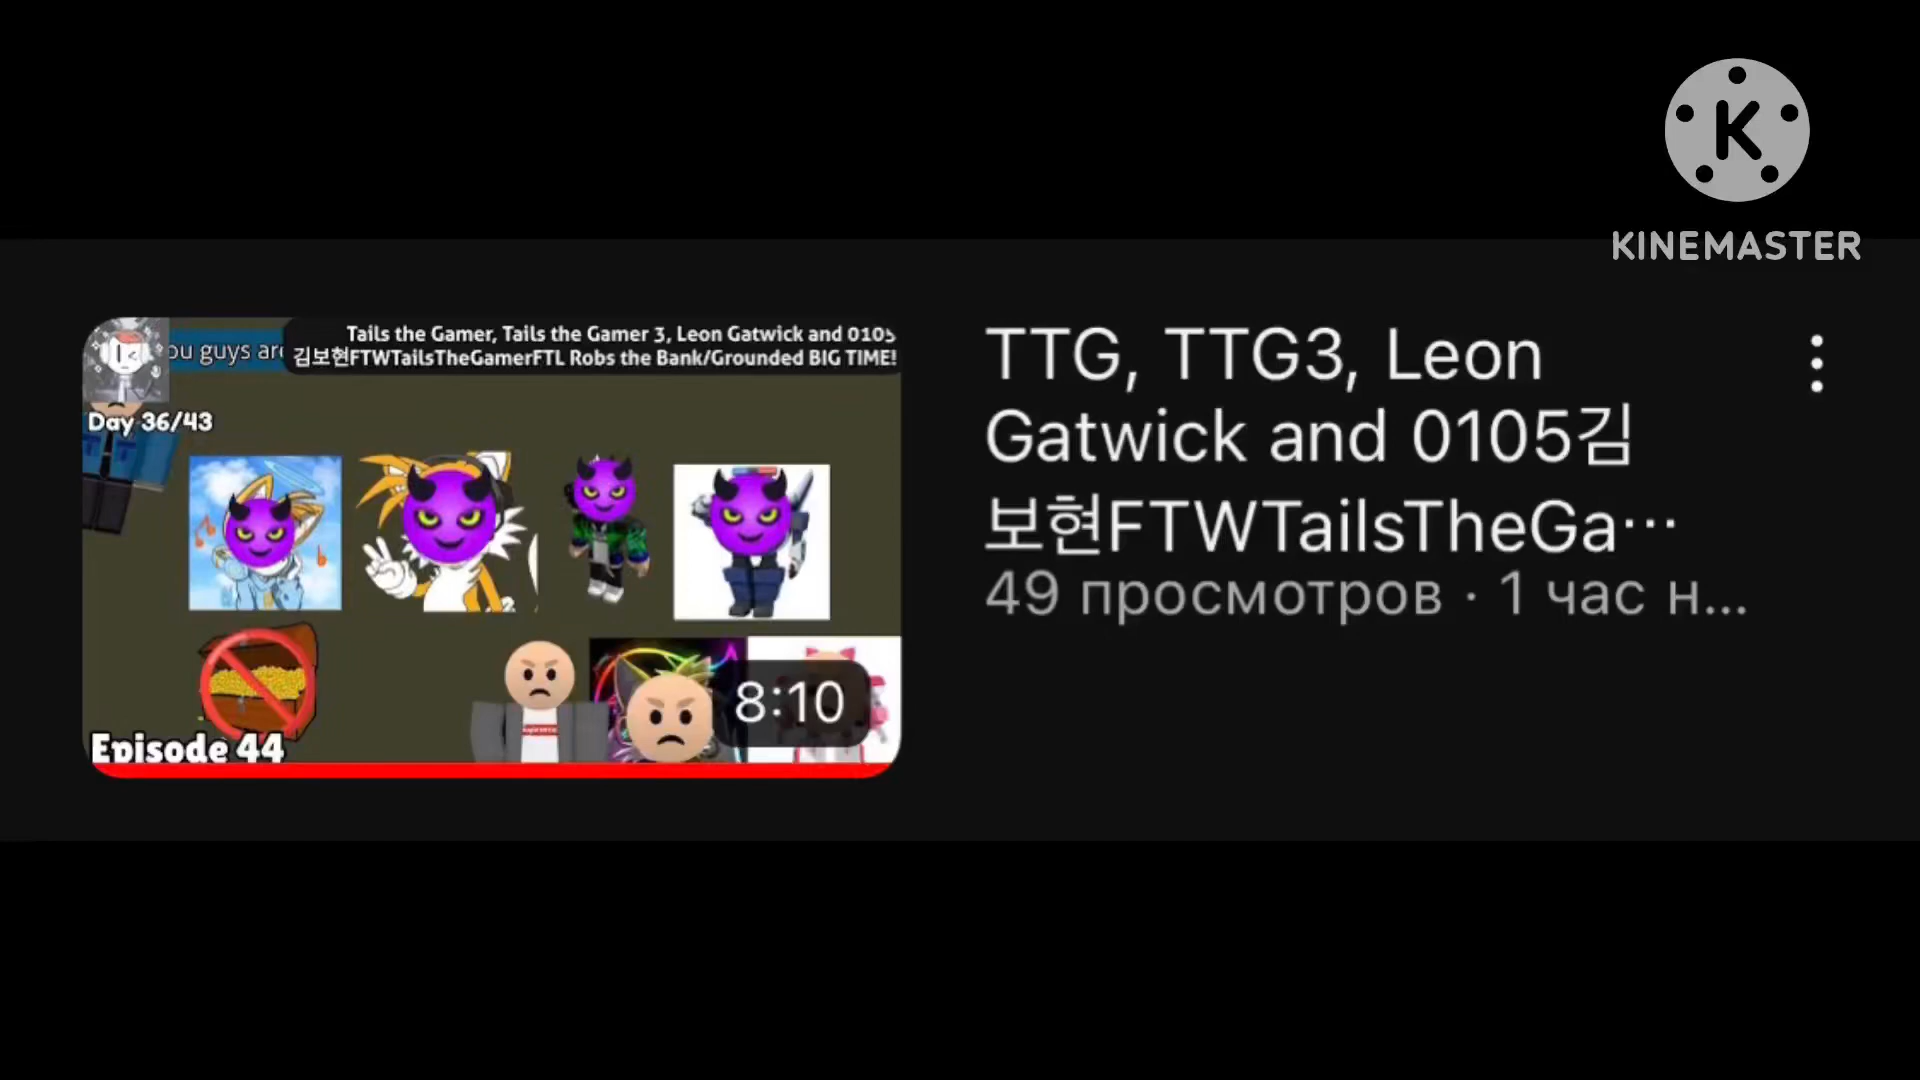 KINEMASTER
ou guys are
Tails the Gamer, Tails the Gamer 3, Leon Gatwick and 0105
김보현FTWTailsTheGamerFTL Robs the Bank/Grounded BIG TIME!
Day 36/43
8:10
Episode 44
TTG, TTG3, Leon
Gatwick and 0105김
보현FTWTailsTheGa…
49 просмотров · 1 час н...